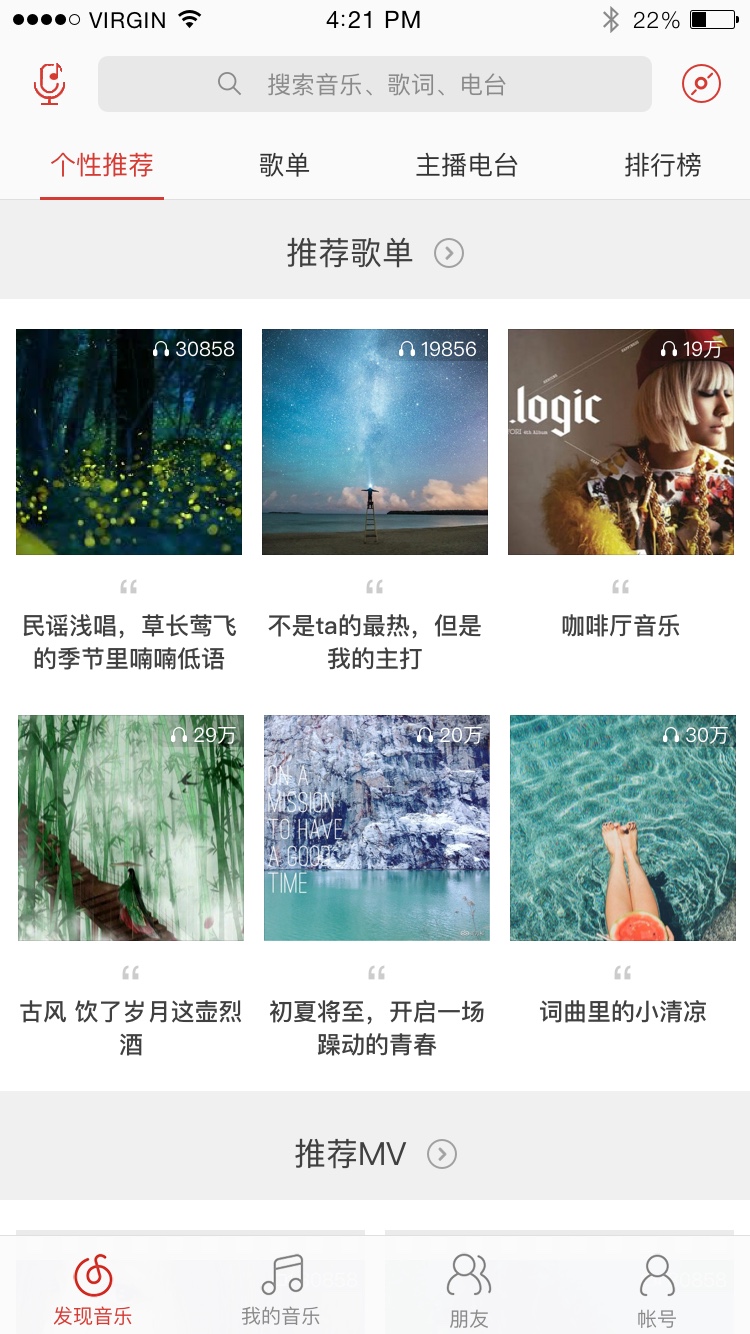 VIRGIN 4:21 PM 22%
搜索音乐、歌词、电台
个性推荐 歌单 主播电台 排行榜
推荐歌单
30858 19856 19万
.logic
民谣浅唱，草长莺飞 不是ta的最热，但是 咖啡厅音乐
的季节里喃喃低语 我的主打
29万 20万 30万
ON A
MISSION
TO HAVE
A GOOD
TIME
古风 饮了岁月这壶烈 初夏将至，开启一场 词曲里的小清凉
酒 躁动的青春
推荐MV
发现音乐 我的音乐 朋友 帐号